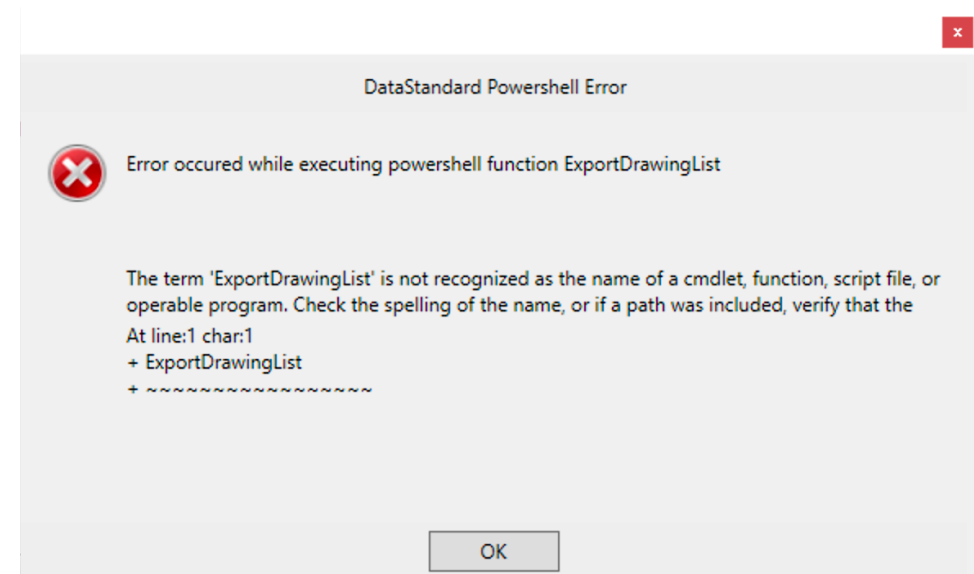 x
DataStandard Powershell Error
Error occured while executing powershell function ExportDrawingList
The term 'ExportDrawingList' is not recognized as the name of a cmdlet, function, script file, or
operable program. Check the spelling of the name, or if a path was included, verify that the
At line:1 char:1
+ ExportDrawingList
+ ~~~~~~~~~~~~~~~~~
OK